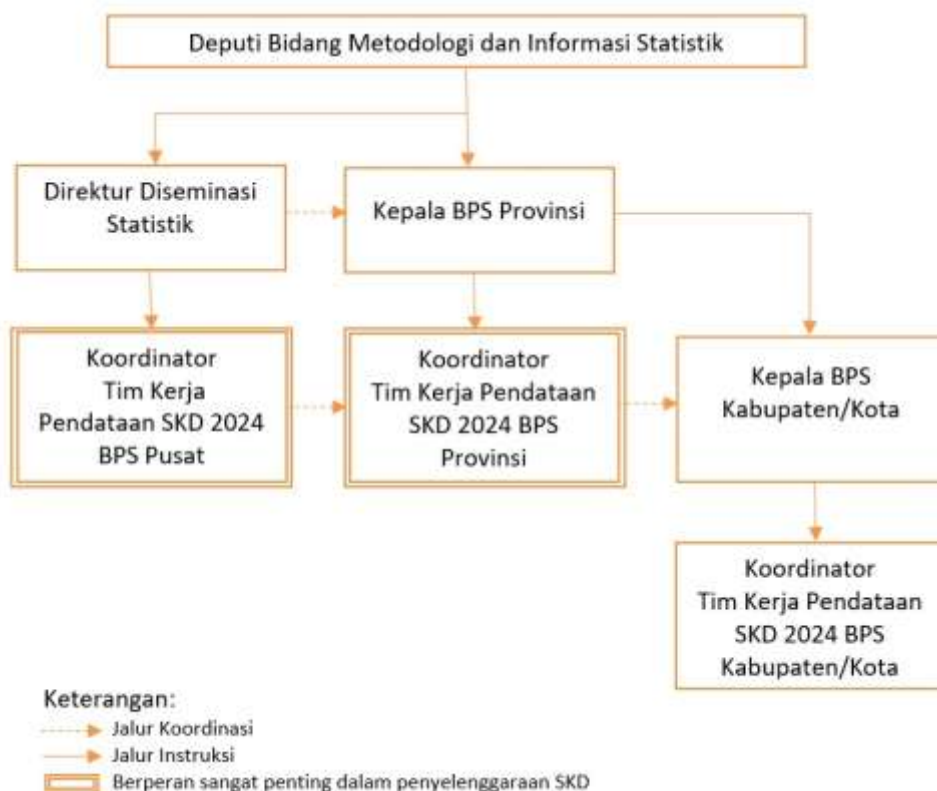 Deputi Bidang Metodologi dan Informasi Statistik
Direktur Diseminasi
Statistik
Kepala BPS Provinsi
Koordinator
Tim Kerja
Pendataan SKD 2024
BPS Pusat
Koordinator
Tim Kerja Pendataan
SKD 2024 BPS
Provinsi
Kepala BPS
Kabupaten/Kota
Koordinator
Tim Kerja Pendataan
SKD 2024 BPS
Kabupaten/Kota
Keterangan:
Jalur Koordinasi
Jalur Instruksi
Berperan sangat penting dalam penyelenggaraan SKD